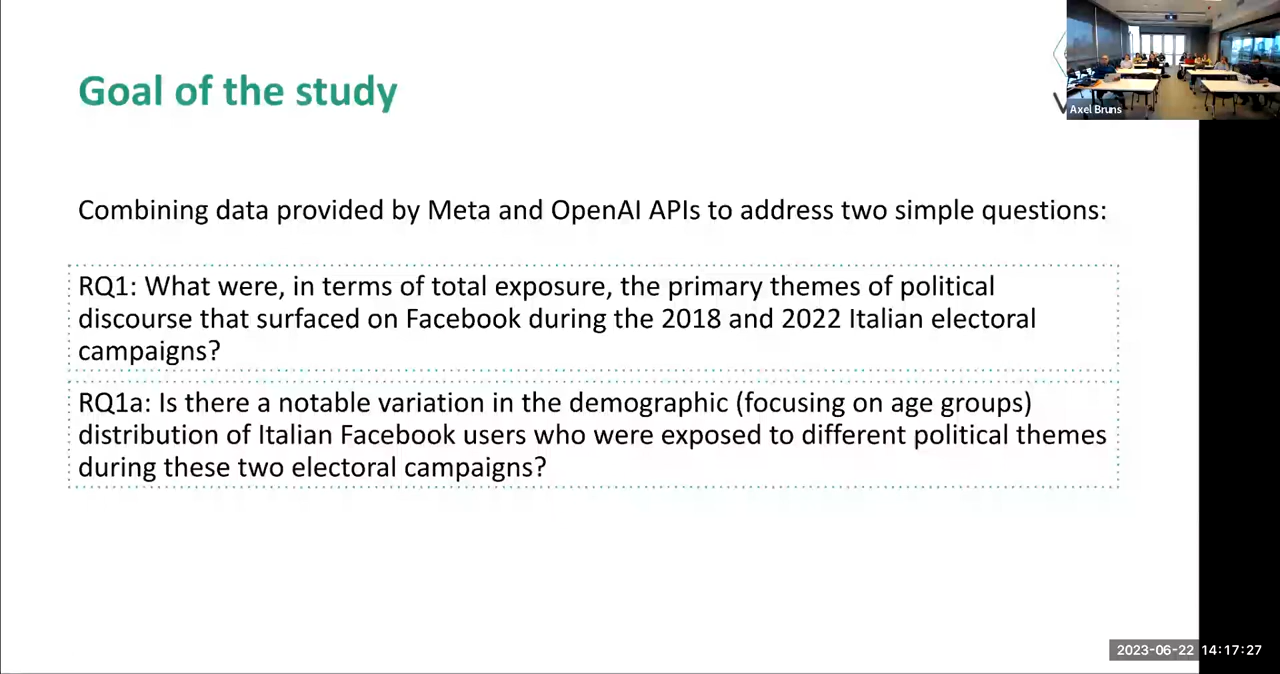 Goal of the study
Axel Bruns
Combining data provided by Meta and OpenAI APIs to address two simple questions:
RQ1: What were, in terms of total exposure, the primary themes of political
discourse that surfaced on Facebook during the 2018 and 2022 Italian electoral
campaigns?
RQ1a: Is there a notable variation in the demographic (focusing on age groups)
distribution of Italian Facebook users who were exposed to different political themes
during these two electoral campaigns?
2023-06-22 14:17:27